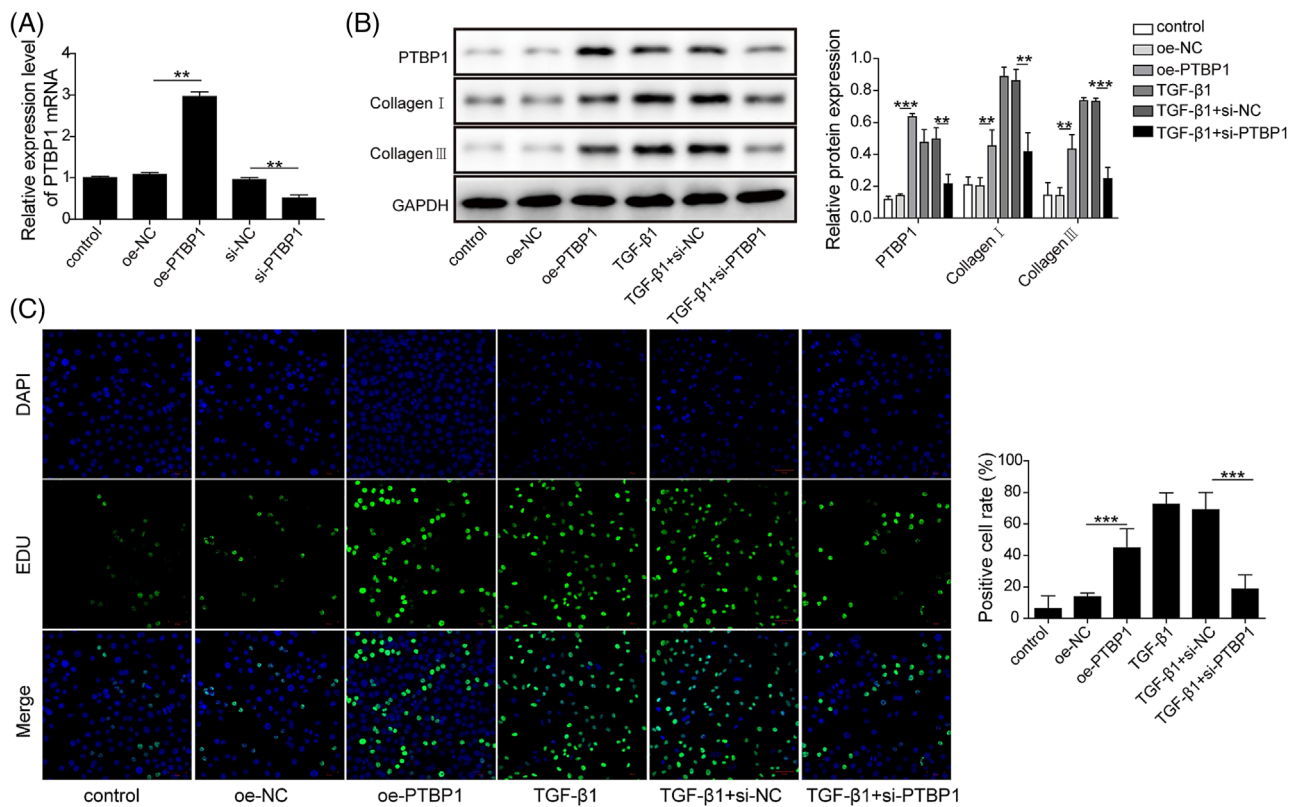 (A)
Relative expression level
of PTBP1 mRNA
4
3
2
1
0
**
**
control
oe-NC
oe-PTBP1
si-NC
si-PTBP1
(B)
PTBP1
Collagen Ⅰ
Collagen Ⅲ
GAPDH
control
oe-NC
oe-PTBP1
TGF-β1
TGF-β1+si-NC
TGF-β1+si-PTBP1
Relative protein expression
1.0
0.8
0.6
0.4
0.2
0.0
***
**
**
**
**
***
PTBP1
Collagen Ⅰ
Collagen Ⅲ
control
oe-NC
oe-PTBP1
TGF-β1
TGF-β1+si-NC
TGF-β1+si-PTBP1
(C)
DAPI
EDU
Merge
control
oe-NC
oe-PTBP1
TGF-β1
TGF-β1+si-NC
TGF-β1+si-PTBP1
Positive cell rate (%)
100
80
60
40
20
0
***
***
control
oe-NC
oe-PTBP1
TGF-β1
TGF-β1+si-NC
TGF-β1+si-PTBP1